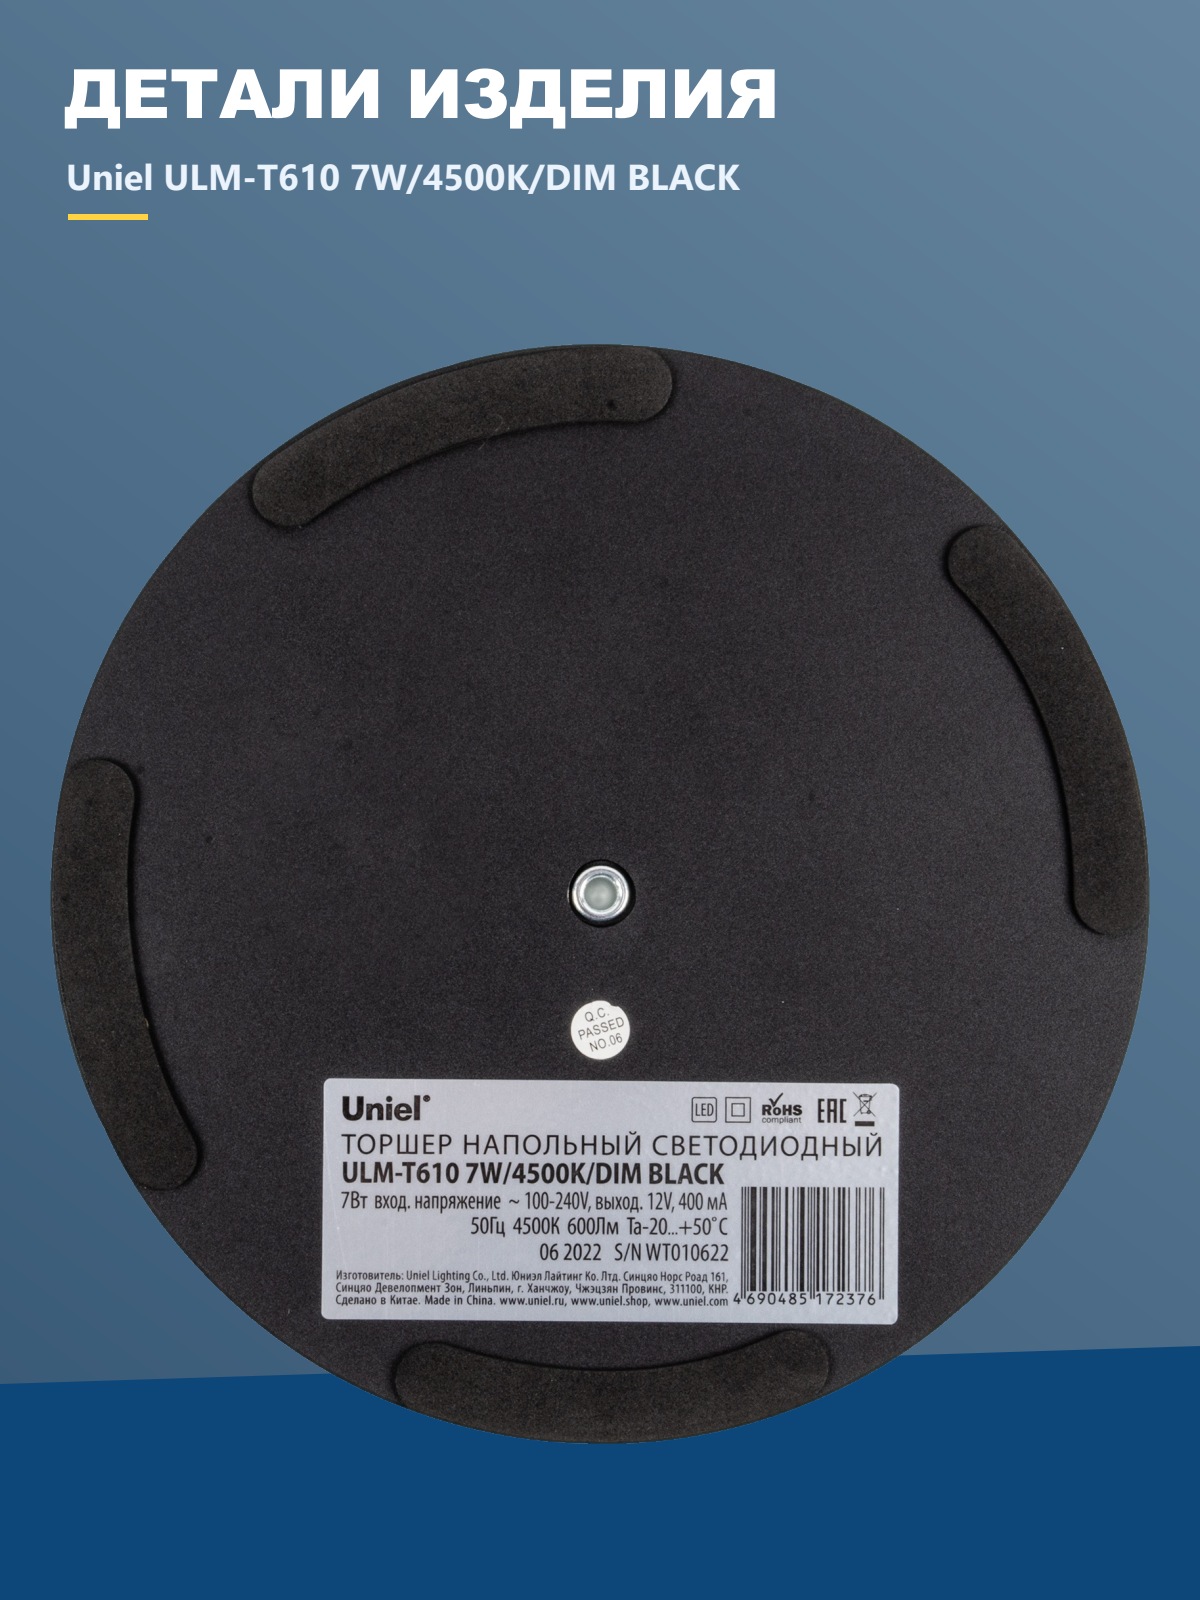 ДЕТАЛИ ИЗДЕЛИЯ
Uniel ULM-T610 7W/4500K/DIM BLACK
Q.C.
PASSED
NO.06
Uniel®
LED
RoHS
compliant
EAC
ТОРШЕР НАПОЛЬНЫЙ СВЕТОДИОДНЫЙ
ULM-T610 7W/4500K/DIM BLACK
7Вт вход. напряжение ~ 100-240V, выход. 12V, 400 мА
50Гц 4500К 600Лм Та-20...+50°С
06 2022 S/N WT010622
Изготовитель: Uniel Lighting Co., Ltd. Юниэл Лайтинг Ко. Лтд. Синцяо Норс Роад 161,
Синцяо Девелопмент Зон, Линьпин, г. Ханчжоу, Чжэцзян Провинс, 311100, КНР.
Сделано в Китае. Made in China. www.uniel.ru, www.uniel.shop, www.uniel.com
4 690485 172376